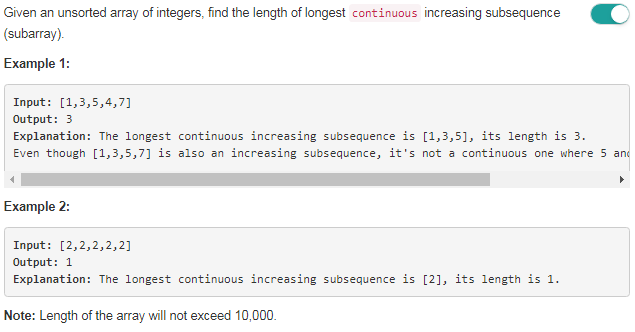 Given an unsorted array of integers, find the length of longest continuous increasing subsequence
(subarray).
Example 1:
Input: [1,3,5,4,7]
Output: 3
Explanation: The longest continuous increasing subsequence is [1,3,5], its length is 3.
Even though [1,3,5,7] is also an increasing subsequence, it's not a continuous one where 5 and
Example 2:
Input: [2,2,2,2,2]
Output: 1
Explanation: The longest continuous increasing subsequence is [2], its length is 1.
Note: Length of the array will not exceed 10,000.